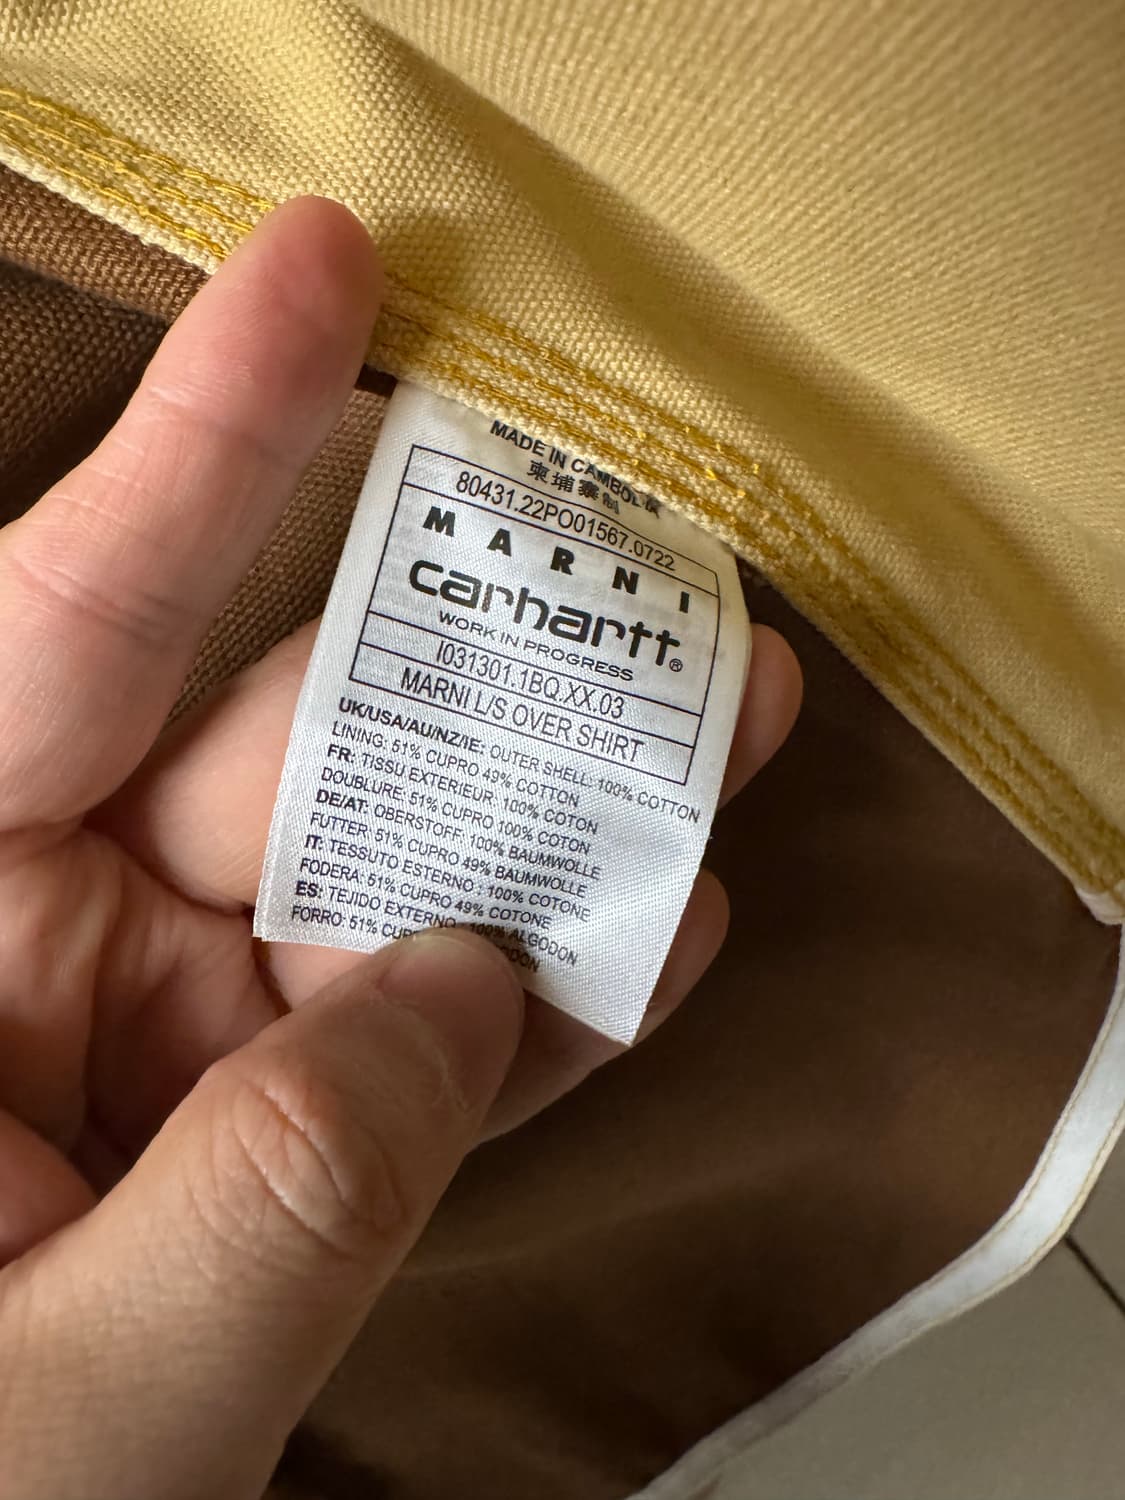 MADE IN CAMBODIA
柬埔寨制
80431.22PO01567.0722
MARNI
carhartt®
WORK IN PROGRESS
I031301.1BQ.XX.03
MARNI L/S OVER SHIRT
UK/USA/AU/NZ/IE: OUTER SHELL: 100% COTTON
LINING: 51% CUPRO 49% COTTON
FR: TISSU EXTERIEUR: 100% COTON
DOUBLURE: 51% CUPRO 100% COTON
DE/AT: OBERSTOFF: 100% BAUMWOLLE
FUTTER: 51% CUPRO 49% BAUMWOLLE
IT: TESSUTO ESTERNO : 100% COTONE
FODERA: 51% CUPRO 49% COTONE
ES: TEJIDO EXTERNO : 100% ALGODON
FORRO: 51%